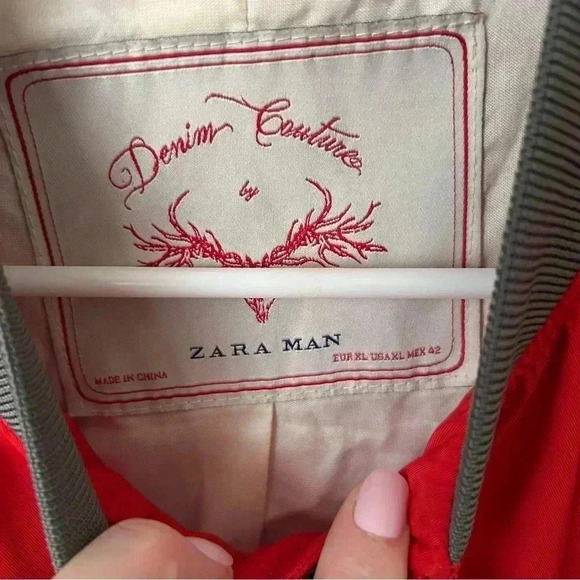 Denim Couture
by
ZARA MAN
EUR XL USA XL MEX 42
MADE IN CHINA